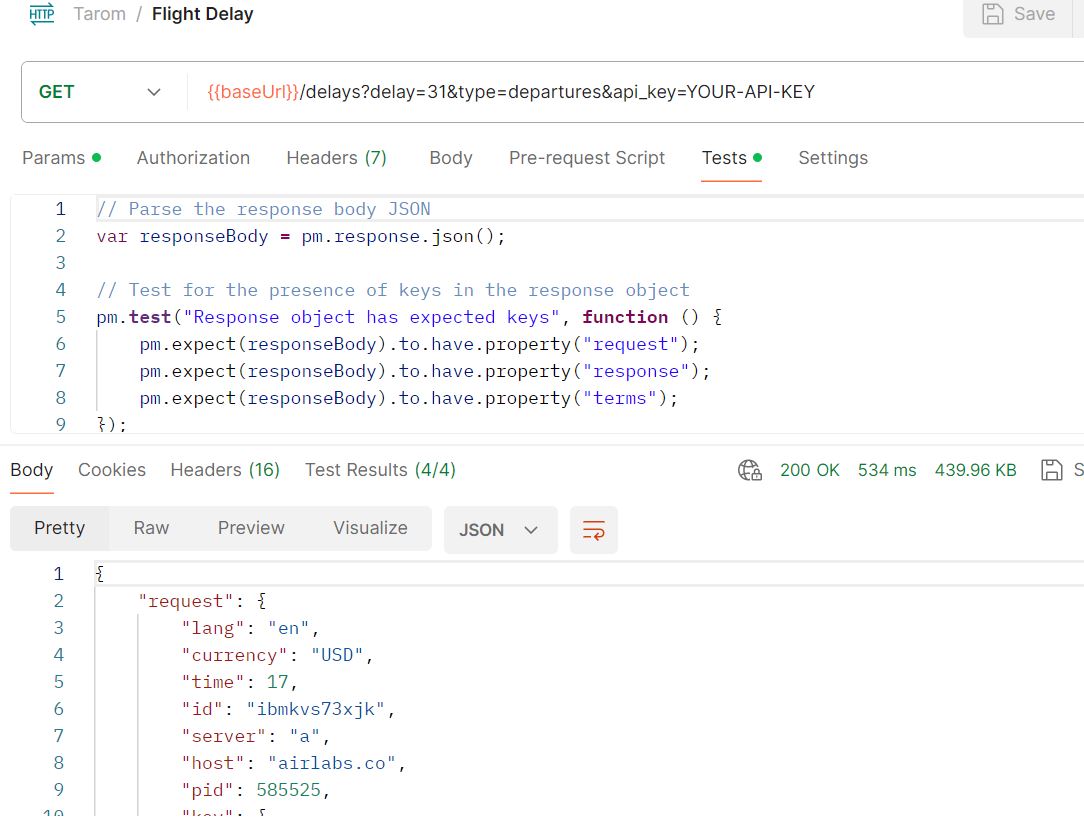 HTTP Tarom / Flight Delay Save
GET {{baseUrl}}/delays?delay=31&type=departures&api_key=YOUR-API-KEY
Params Authorization Headers (7) Body Pre-request Script Tests Settings
1 // Parse the response body JSON
2 var responseBody = pm.response.json();
3
4 // Test for the presence of keys in the response object
5 pm.test("Response object has expected keys", function () {
6 pm.expect(responseBody).to.have.property("request");
7 pm.expect(responseBody).to.have.property("response");
8 pm.expect(responseBody).to.have.property("terms");
9 });
Body Cookies Headers (16) Test Results (4/4) 200 OK 534 ms 439.96 KB S
Pretty Raw Preview Visualize JSON
1 {
2 "request": {
3 "lang": "en",
4 "currency": "USD",
5 "time": 17,
6 "id": "ibmkvs73xjk",
7 "server": "a",
8 "host": "airlabs.co",
9 "pid": 585525,
10 "key": {